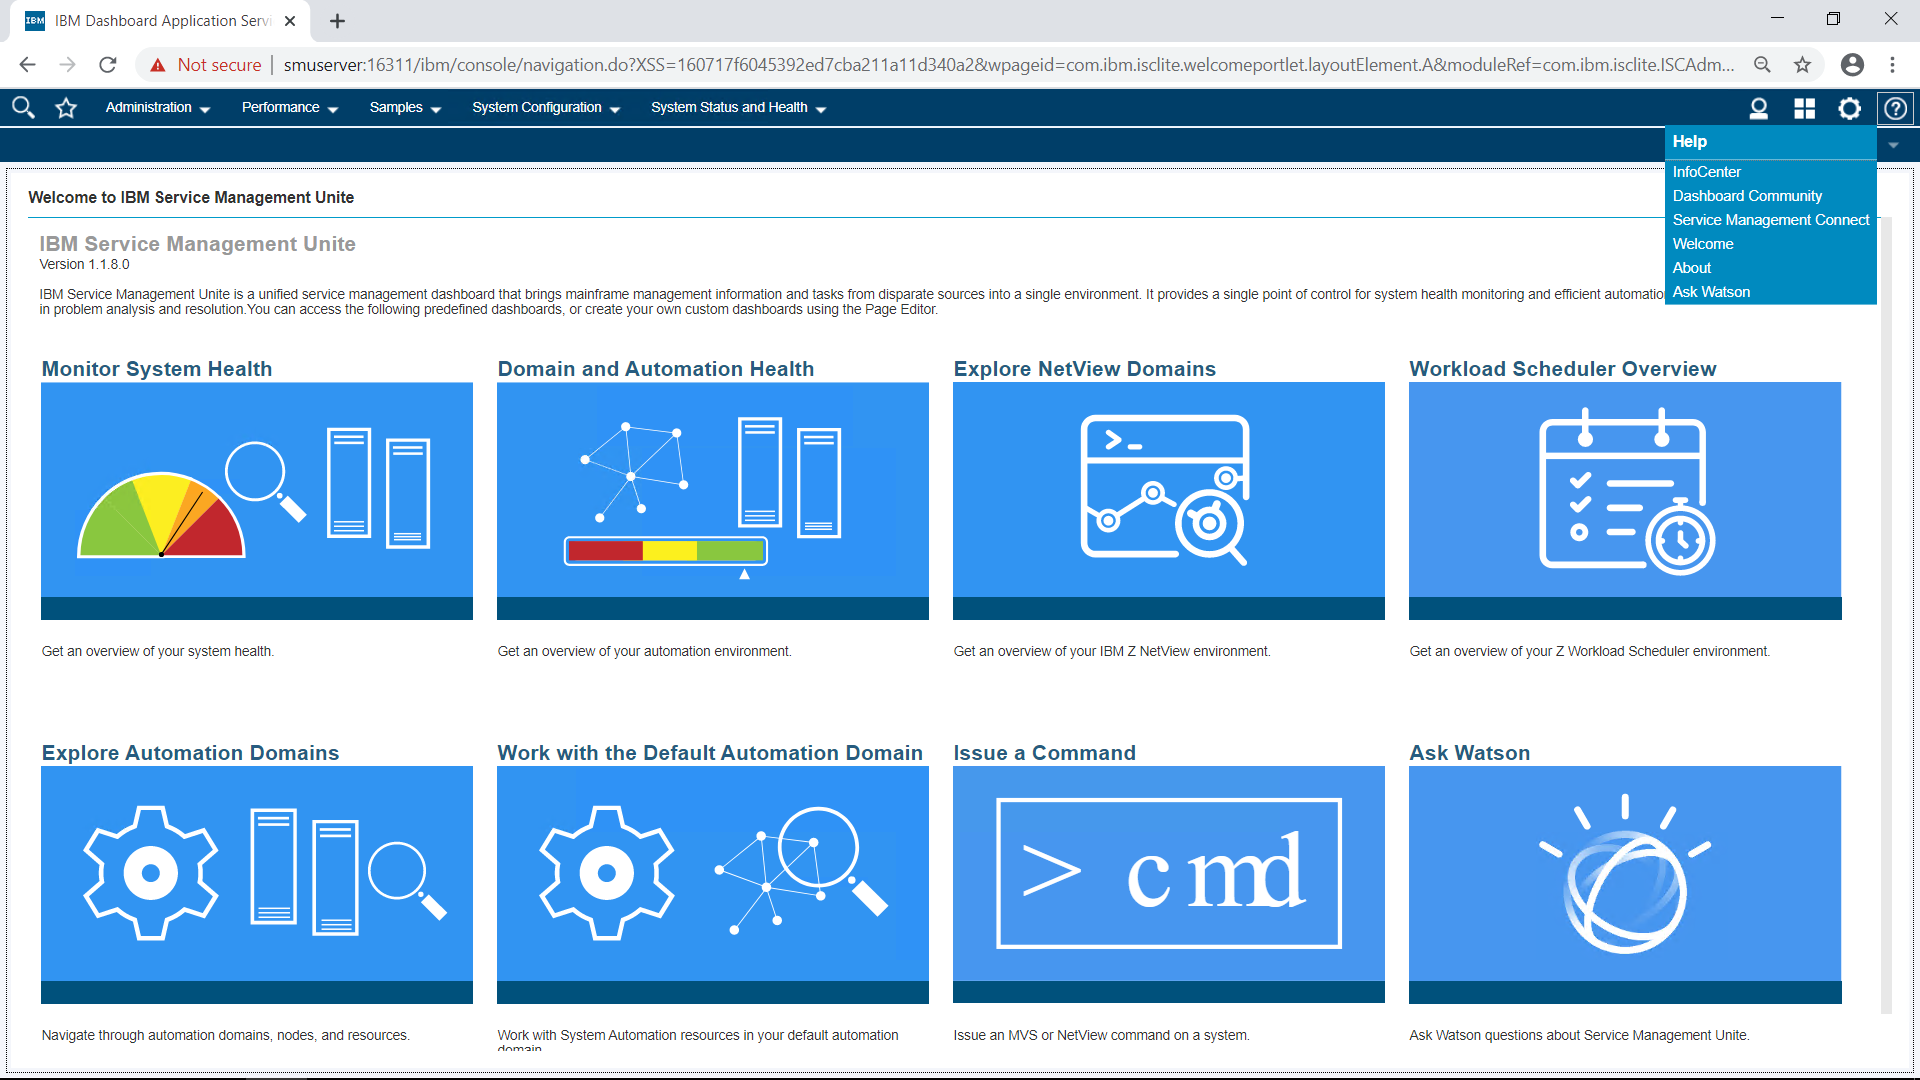 IBM
IBM Dashboard Application Servi
Not secure
smuserver:16311/ibm/console/navigation.do?XSS=160717f6045392ed7cba211a11d340a2&wpageid=com.ibm.isclite.welcomeportlet.layoutElement.A&moduleRef=com.ibm.isclite.ISCAdm...
Administration
Performance
Samples
System Configuration
System Status and Health
Help
InfoCenter
Dashboard Community
Service Management Connect
Welcome
About
Ask Watson
Welcome to IBM Service Management Unite
IBM Service Management Unite
Version 1.1.8.0
IBM Service Management Unite is a unified service management dashboard that brings mainframe management information and tasks from disparate sources into a single environment. It provides a single point of control for system health monitoring and efficient automatio
in problem analysis and resolution.You can access the following predefined dashboards, or create your own custom dashboards using the Page Editor.
Monitor System Health
Domain and Automation Health
Explore NetView Domains
Workload Scheduler Overview
>_
Get an overview of your system health.
Get an overview of your automation environment.
Get an overview of your IBM Z NetView environment.
Get an overview of your Z Workload Scheduler environment.
Explore Automation Domains
Work with the Default Automation Domain
Issue a Command
Ask Watson
> cmd
Navigate through automation domains, nodes, and resources.
Work with System Automation resources in your default automation
domain.
Issue an MVS or NetView command on a system.
Ask Watson questions about Service Management Unite.